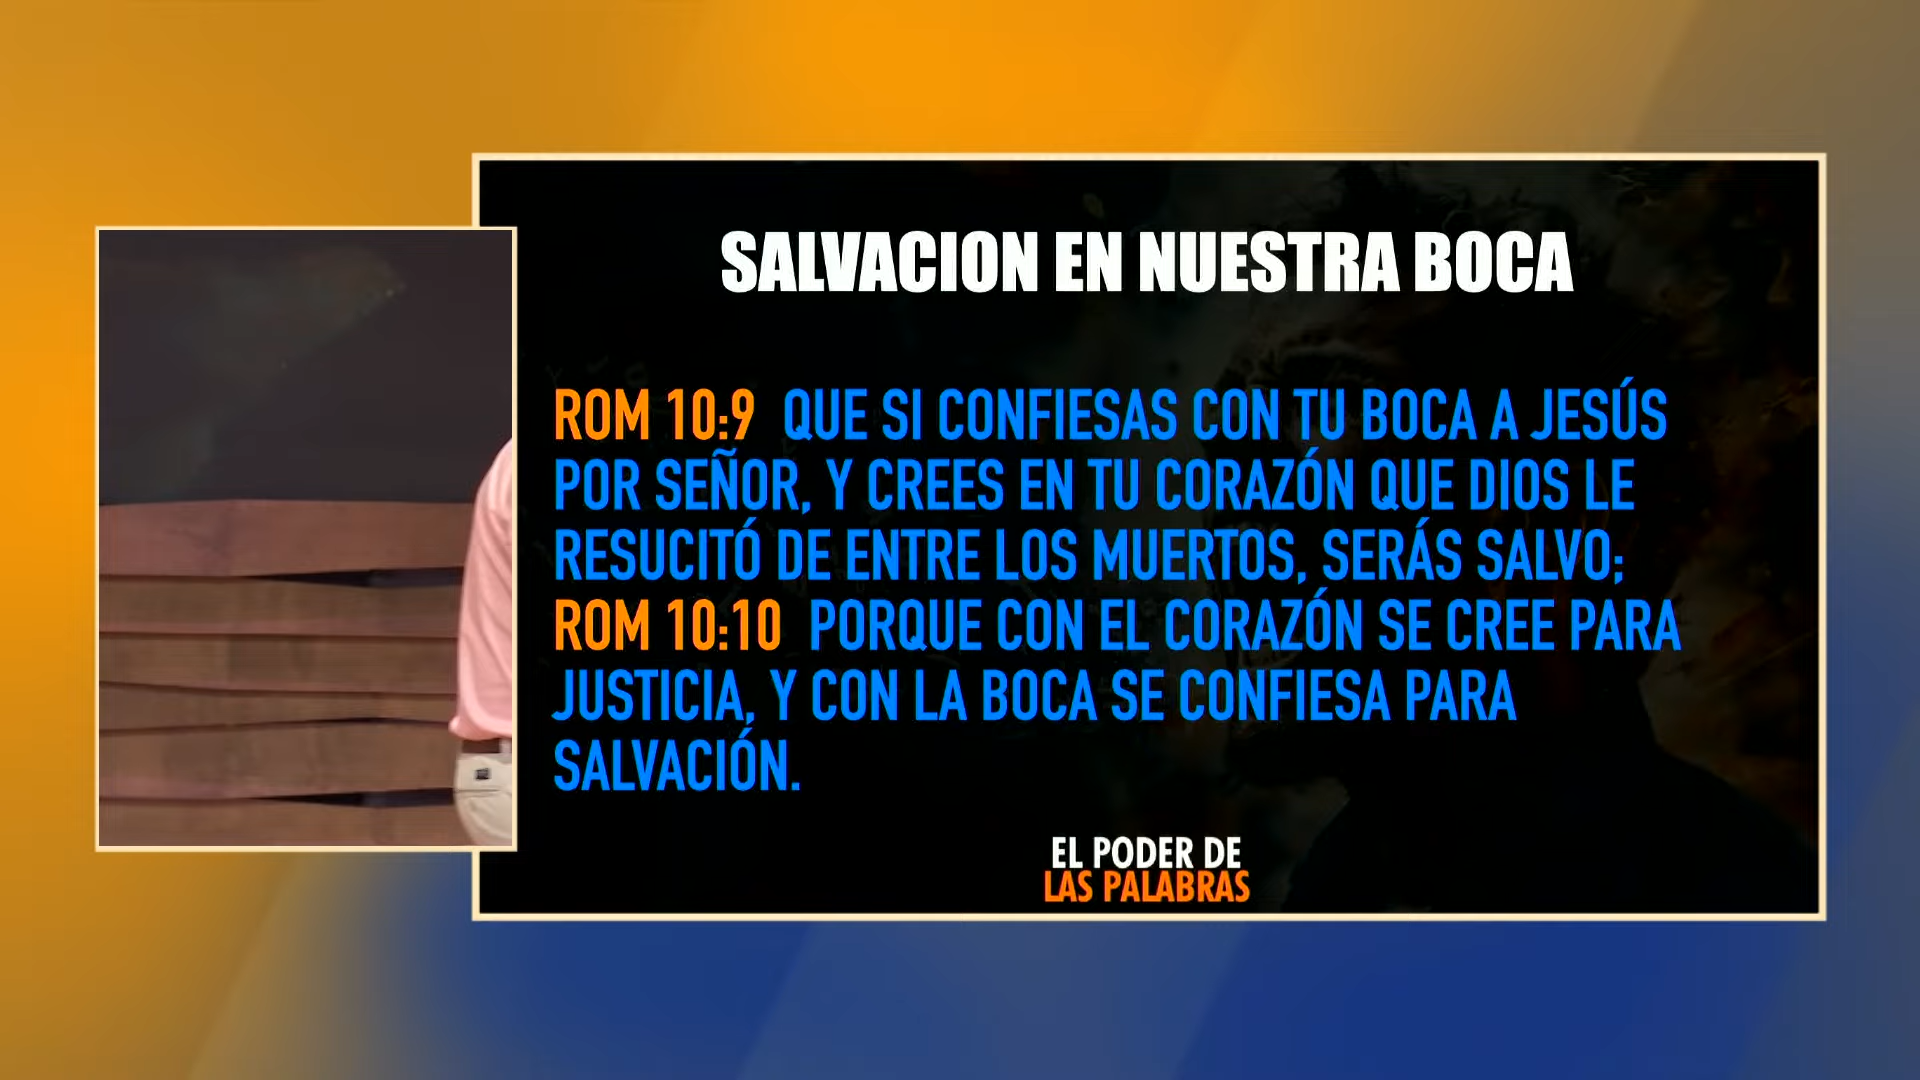 SALVACION EN NUESTRA BOCA
ROM 10:9 QUE SI CONFIESAS CON TU BOCA A JESÚS
POR SEÑOR, Y CREES EN TU CORAZÓN QUE DIOS LE
RESUCITÓ DE ENTRE LOS MUERTOS, SERÁS SALVO;
ROM 10:10 PORQUE CON EL CORAZÓN SE CREE PARA
JUSTICIA, Y CON LA BOCA SE CONFIESA PARA
SALVACIÓN.
EL PODER DE
LAS PALABRAS